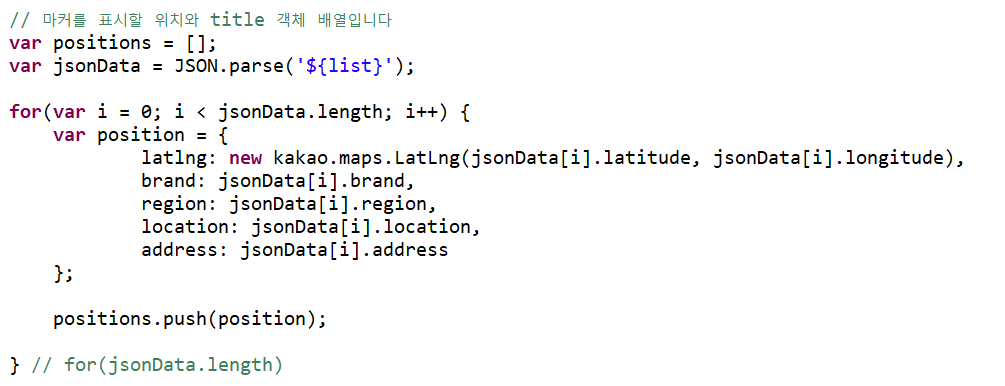 // 마커를 표시할 위치와 title 객체 배열입니다
var positions = [];
var jsonData = JSON.parse('${list}');
for(var i = 0; i < jsonData.length; i++) {
var position = {
latlng: new kakao.maps.LatLng(jsonData[i].latitude, jsonData[i].longitude),
brand: jsonData[i].brand,
region: jsonData[i].region,
location: jsonData[i].location,
address: jsonData[i].address
};
positions.push(position);
} // for(jsonData.length)